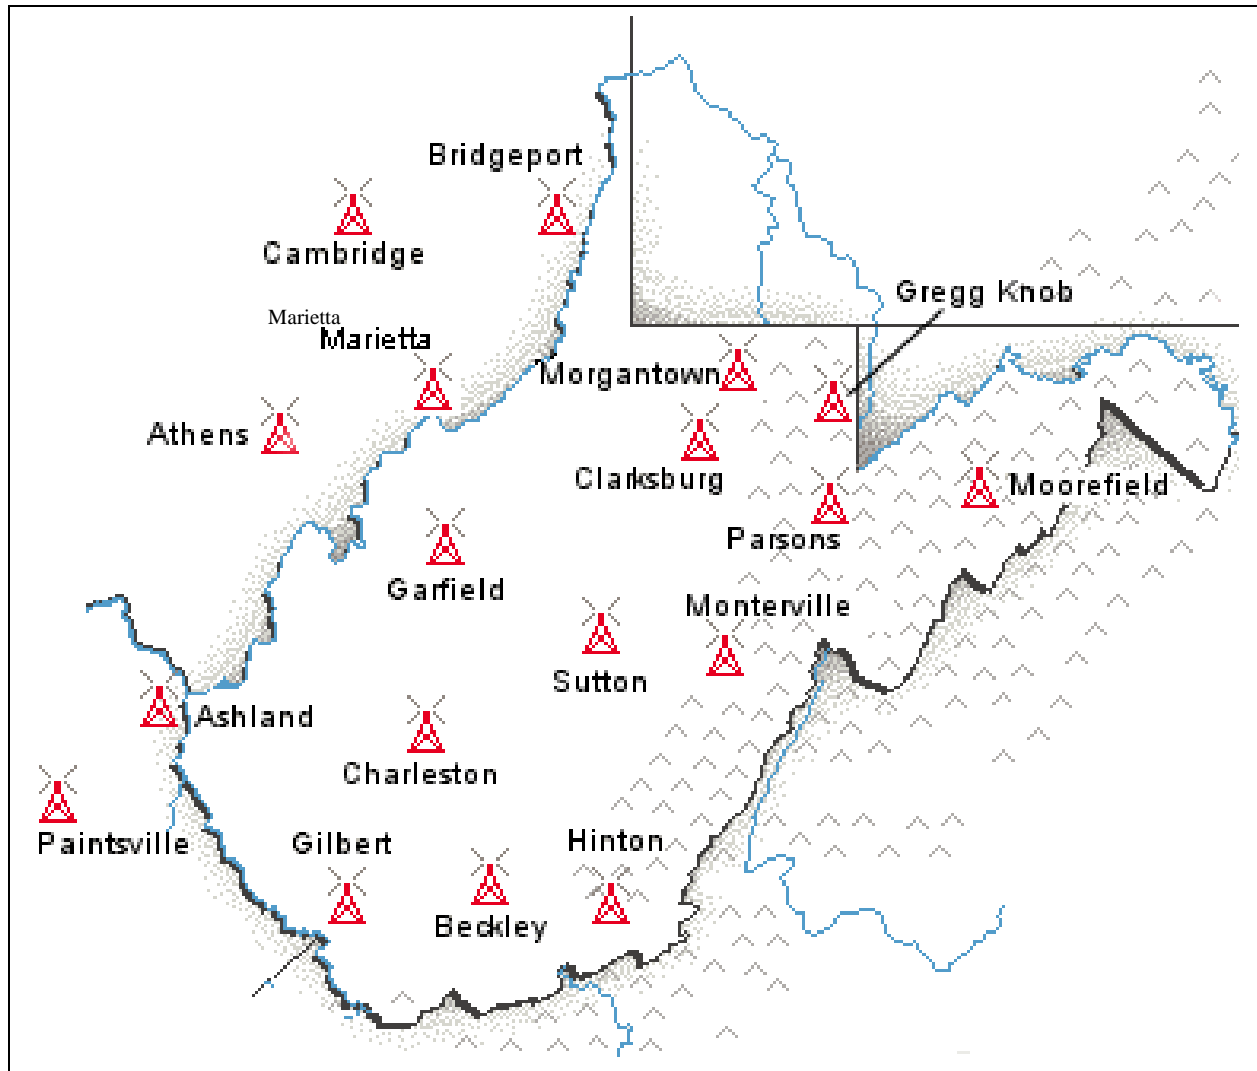 Bridgeport
Cambridge
Gregg Knob
Marietta
Marietta
Morgantown
Athens
Clarksburg
Moorefield
Parsons
Garfield
Monterville
Sutton
Ashland
Charleston
Paintsville
Gilbert
Hinton
Beckley